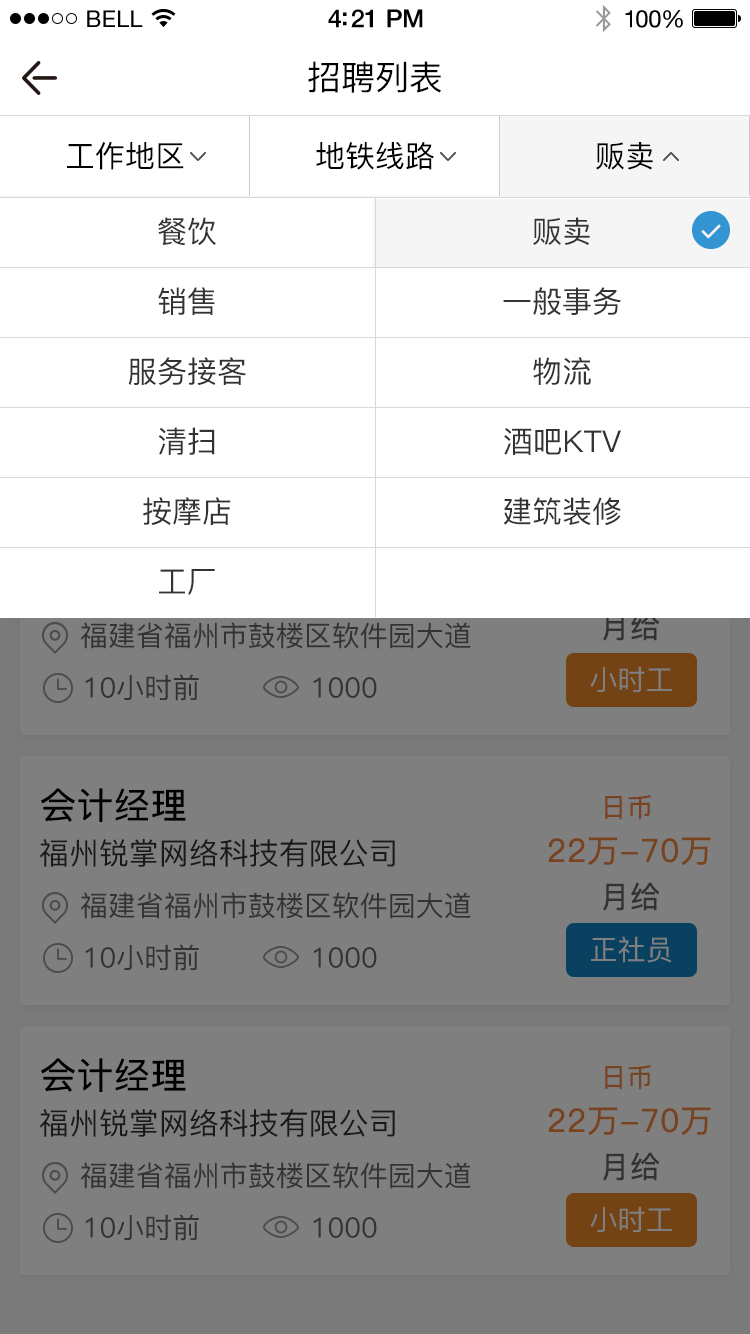 BELL 4:21 PM 100%
招聘列表
工作地区 地铁线路 贩卖
餐饮 贩卖
销售 一般事务
服务接客 物流
清扫 酒吧KTV
按摩店 建筑装修
工厂
福建省福州市鼓楼区软件园大道 月给
10小时前 1000 小时工
会计经理 日币
福州锐掌网络科技有限公司 22万-70万
福建省福州市鼓楼区软件园大道 月给
10小时前 1000 正社员
会计经理 日币
福州锐掌网络科技有限公司 22万-70万
福建省福州市鼓楼区软件园大道 月给
10小时前 1000 小时工